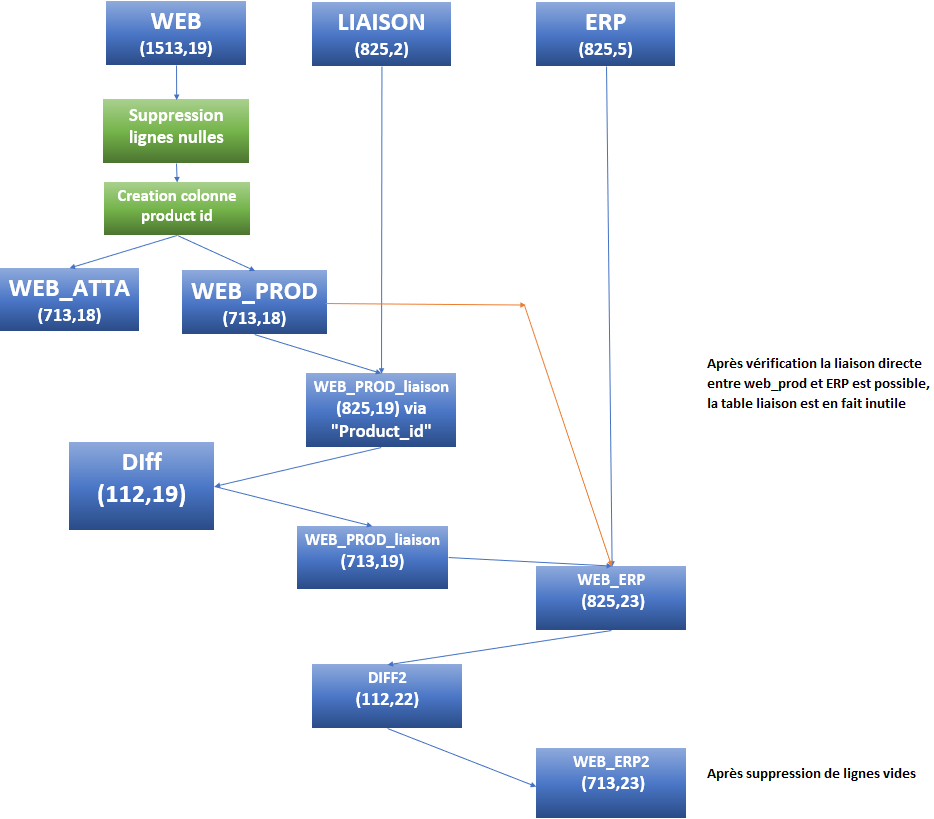 WEB
(1513,19)
LIAISON
(825,2)
ERP
(825,5)
Suppression
lignes nulles
Creation colonne
product id
WEB_ATTA
(713,18)
WEB_PROD
(713,18)
WEB_PROD_liaison
(825,19) via
"Product_id"
Après vérification la liaison directe
entre web_prod et ERP est possible,
la table liaison est en fait inutile
DIff
(112,19)
WEB_PROD_liaison
(713,19)
WEB_ERP
(825,23)
DIFF2
(112,22)
WEB_ERP2
(713,23)
Après suppression de lignes vides